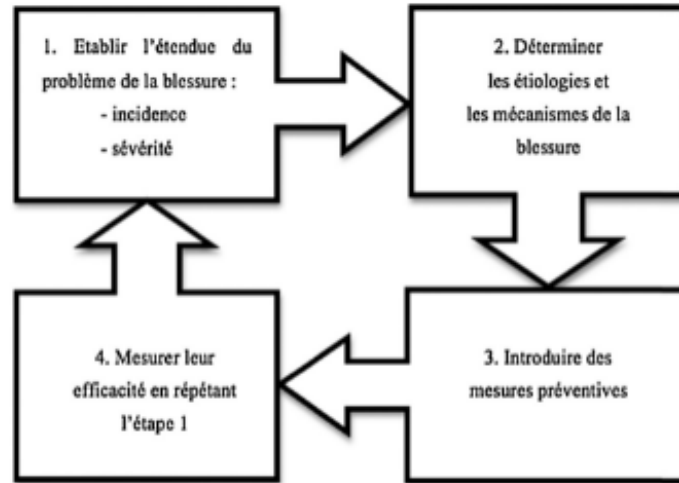 1. Etablir l'étendue du
problème de la blessure :
- incidence
- sévérité
2. Déterminer
les étiologies et
les mécanismes de la
blessure
3. Introduire des
mesures préventives
4. Mesurer leur
efficacité en répétant
l'étape 1